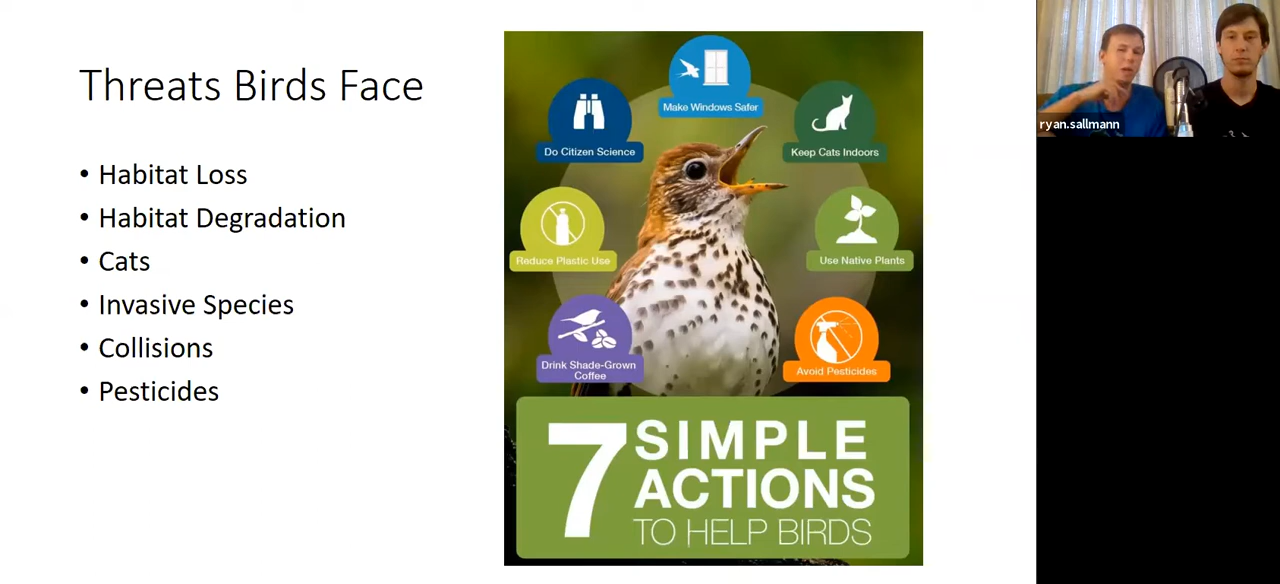 Threats Birds Face
• Habitat Loss
• Habitat Degradation
• Cats
• Invasive Species
• Collisions
• Pesticides
Make Windows Safer
Do Citizen Science
Keep Cats Indoors
Reduce Plastic Use
Use Native Plants
Drink Shade-Grown
Coffee
Avoid Pesticides
7 SIMPLE
ACTIONS
TO HELP BIRDS
ryan.sallmann